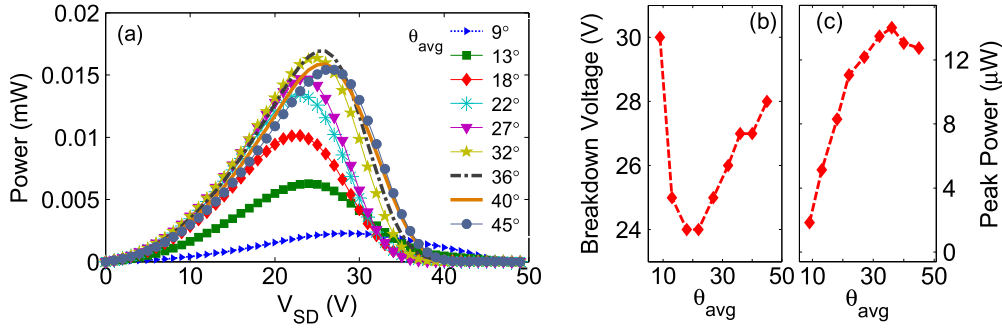 (a)
θavg
9°
13°
18°
22°
27°
32°
36°
40°
45°
Power (mW)
0.02
0.015
0.01
0.005
0
0 10 20 30 40 50
VSD (V)
(b)
Breakdown Voltage (V)
30
28
26
24
10 30 50
θavg
(c)
Peak Power (μW)
12
8
4
0
10 30 50
θavg